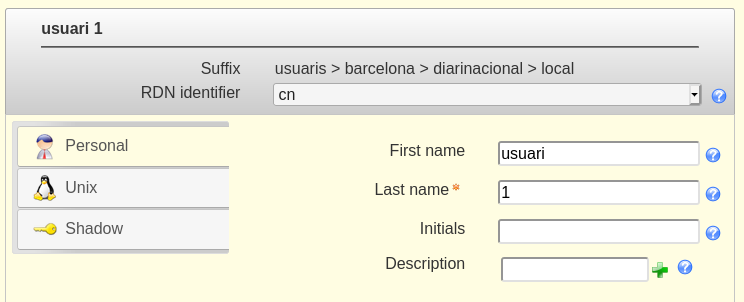 usuari 1
Suffix usuaris > barcelona > diarinacional > local
RDN identifier cn
Personal
First name usuari
Unix
Last name* 1
Shadow
Initials
Description